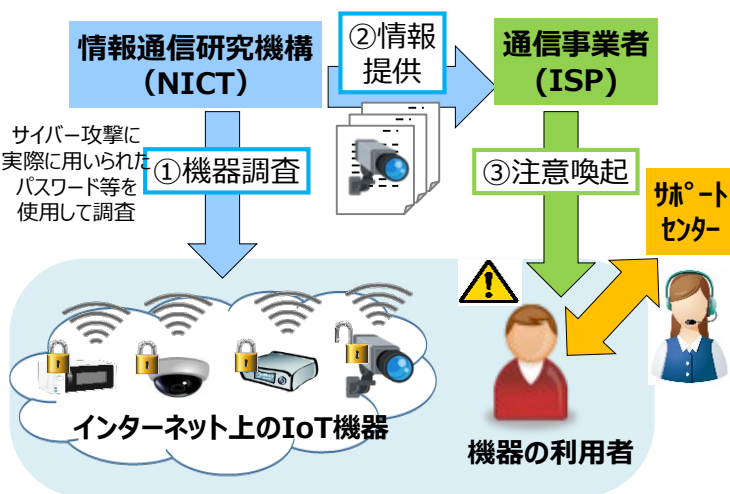 情報通信研究機構
（NICT）
②情報
提供
通信事業者
(ISP)
サイバー攻撃に
実際に用いられた
パスワード等を
使用して調査
①機器調査
③注意喚起
ｻﾎﾟｰﾄ
ｾﾝﾀｰ
インターネット上のIoT機器
機器の利用者